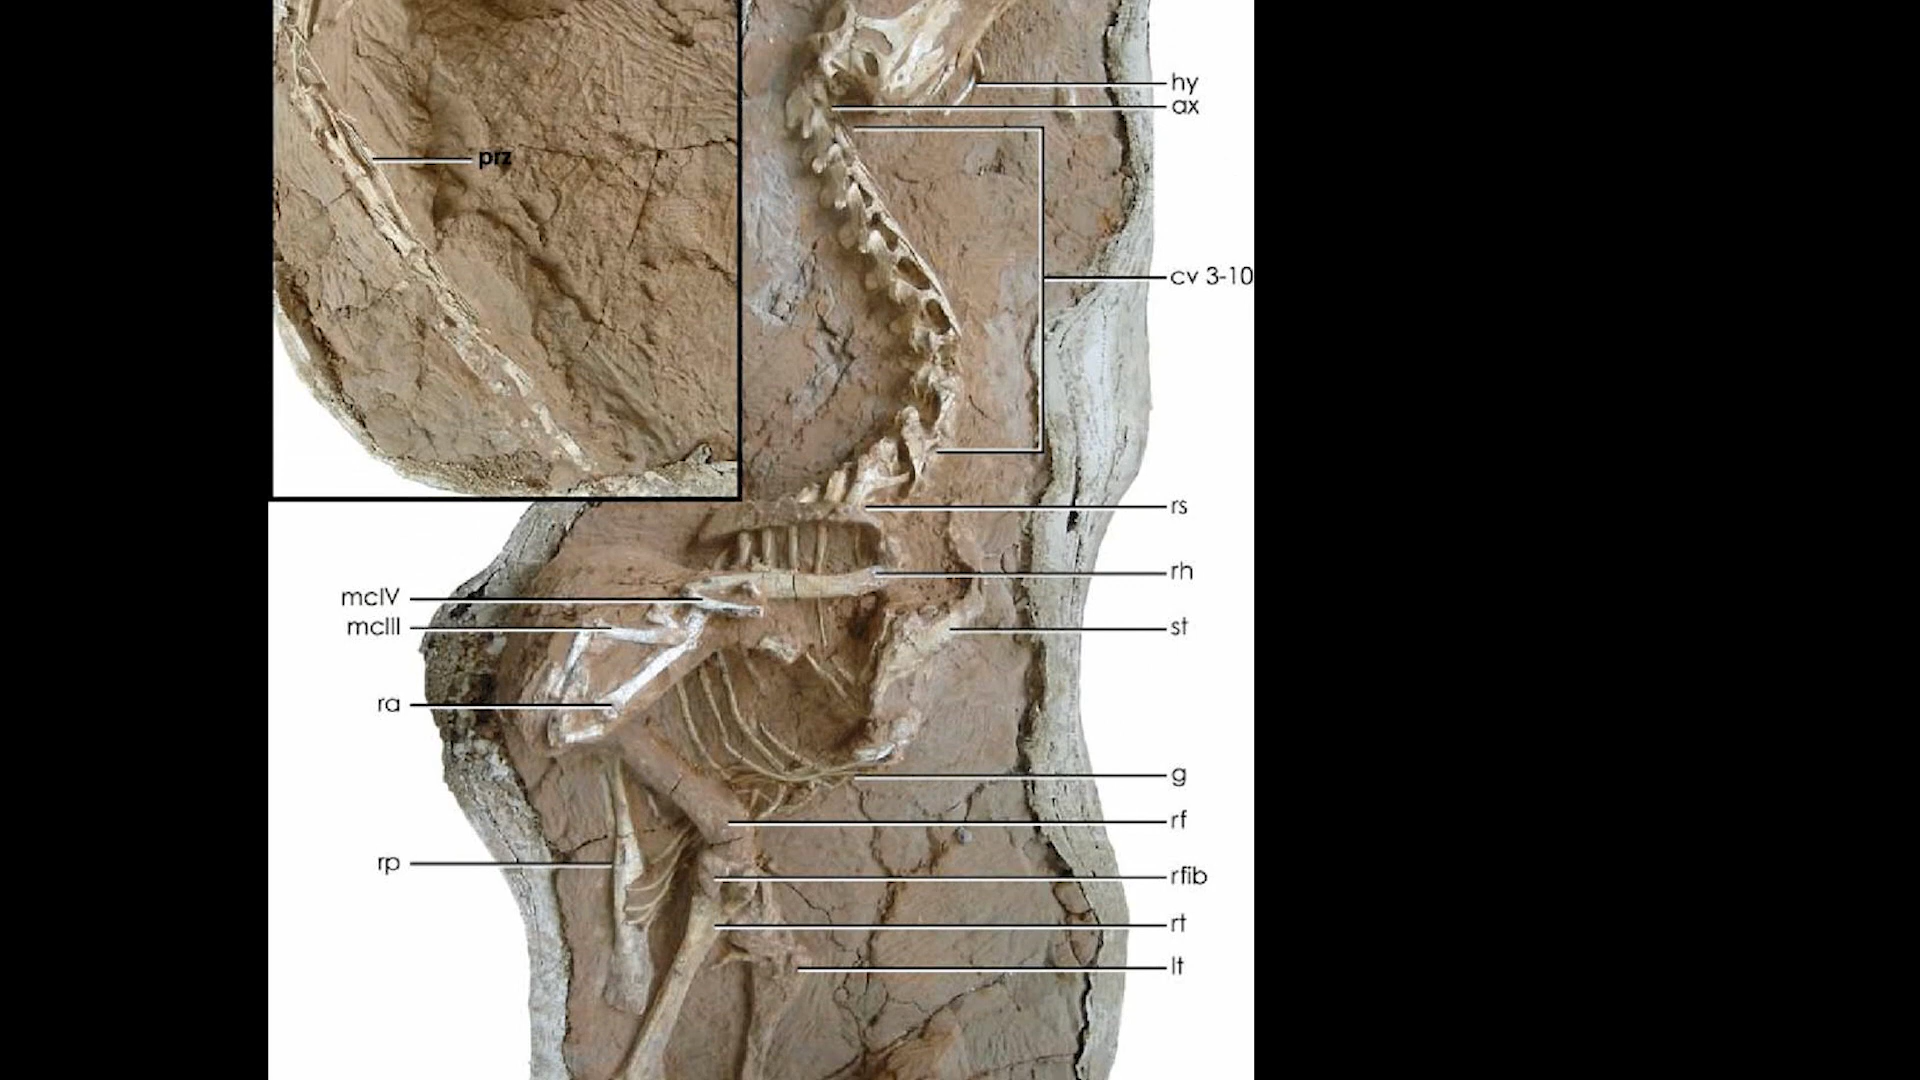 hy
ax
prz
cv 3-10
rs
rh
mcIV
mcIII
st
ra
g
rf
rp
rfib
rt
lt